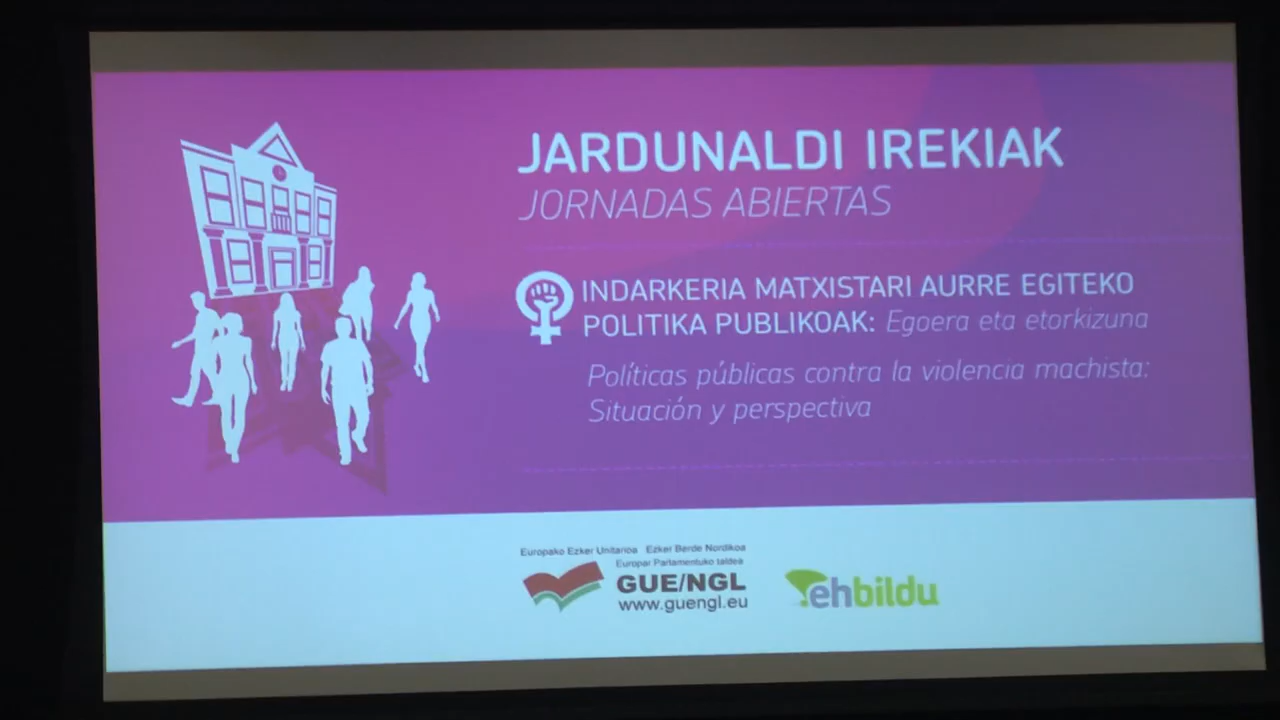 JARDUNALDI IREKIAK
JORNADAS ABIERTAS
INDARKERIA MATXISTARI AURRE EGITEKO
POLITIKA PUBLIKOAK: Egoera eta etorkizuna
Políticas públicas contra la violencia machista:
Situación y perspectiva
Europako Ezker Unitarioa Ezker Berde Nordikoa
Europar Parlamentuko taldea
GUE/NGL
www.guengl.eu
ehbildu